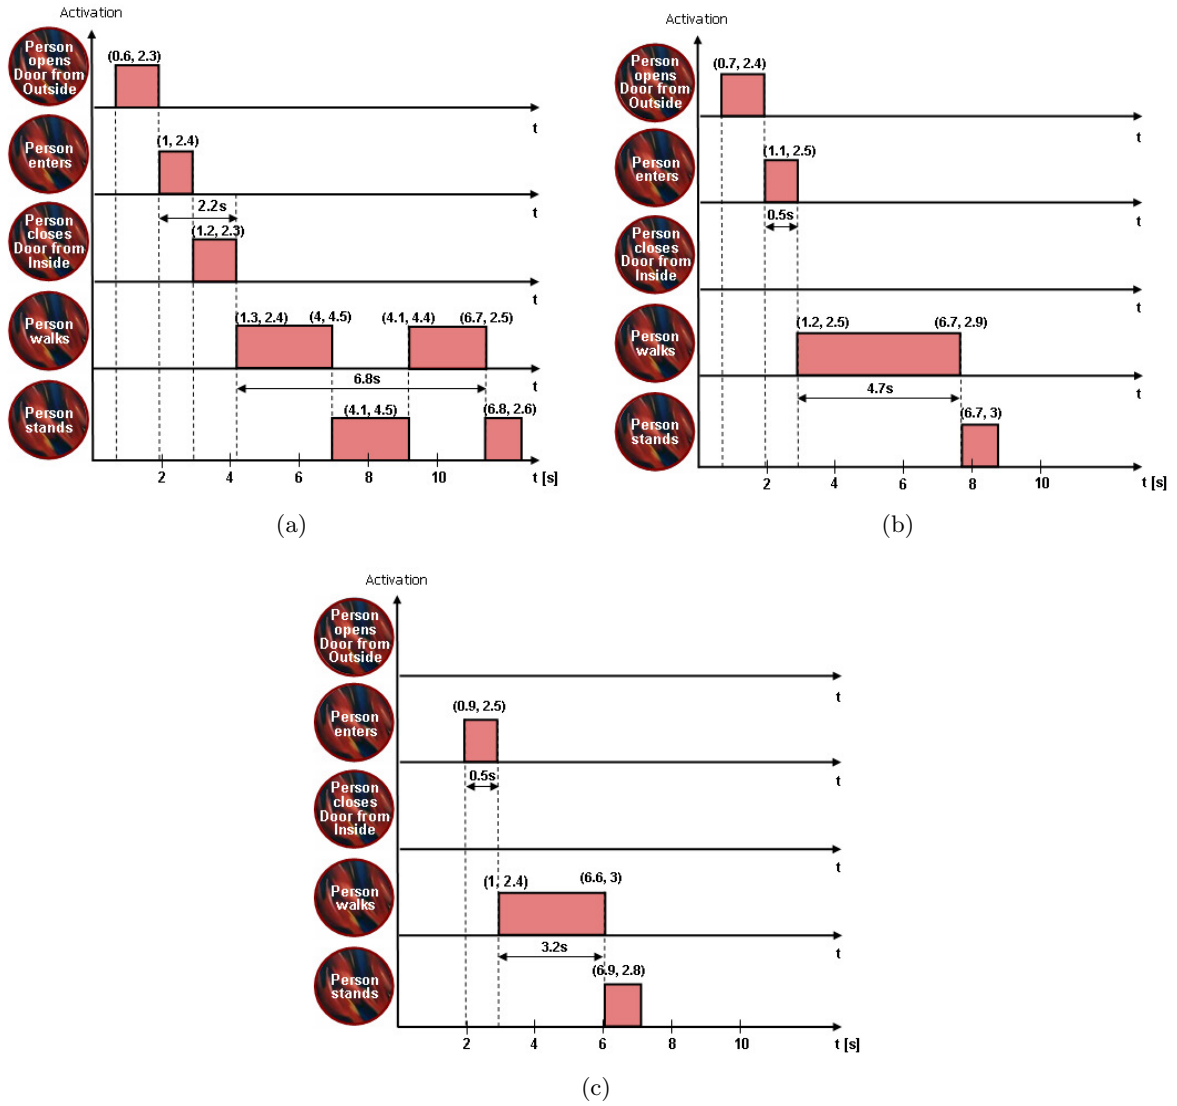 Activation
Person
opens
Door from
Outside
(0.6, 2.3)
t
Person
enters
(1, 2.4)
t
2.2s
Person
closes
Door from
Inside
(1.2, 2.3)
t
Person
walks
(1.3, 2.4) (4, 4.5) (4.1, 4.4) (6.7, 2.5)
t
6.8s
Person
stands
(4.1, 4.5) (6.8, 2.6)
2 4 6 8 10 t [s]
(a)
Activation
Person
opens
Door from
Outside
(0.7, 2.4)
t
Person
enters
(1.1, 2.5)
t
0.5s
Person
closes
Door from
Inside
t
Person
walks
(1.2, 2.5) (6.7, 2.9)
t
4.7s
Person
stands
(6.7, 3)
2 4 6 8 10 t [s]
(b)
Activation
Person
opens
Door from
Outside
t
Person
enters
(0.9, 2.5)
t
0.5s
Person
closes
Door from
Inside
t
Person
walks
(1, 2.4) (6.6, 3)
t
3.2s
Person
stands
(6.9, 2.8)
2 4 6 8 10 t [s]
(c)